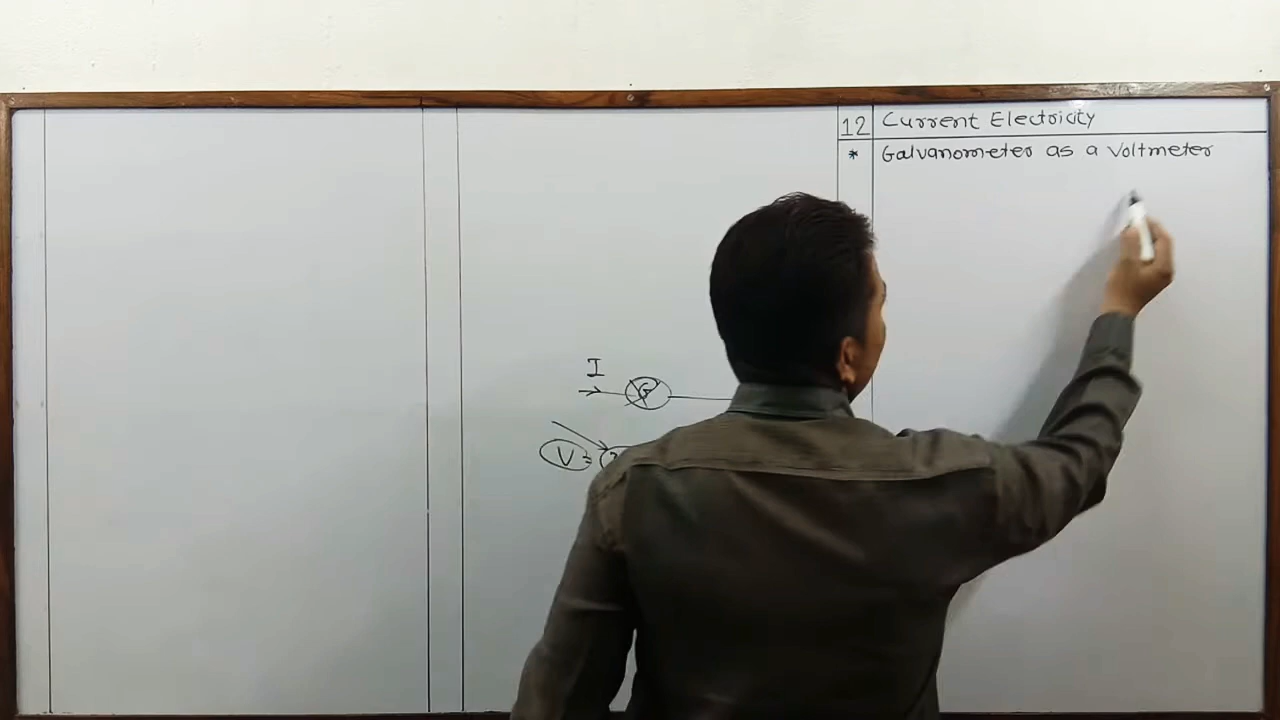 12 Current Electricity
* Galvanometer as a Voltmeter
I
G
V =